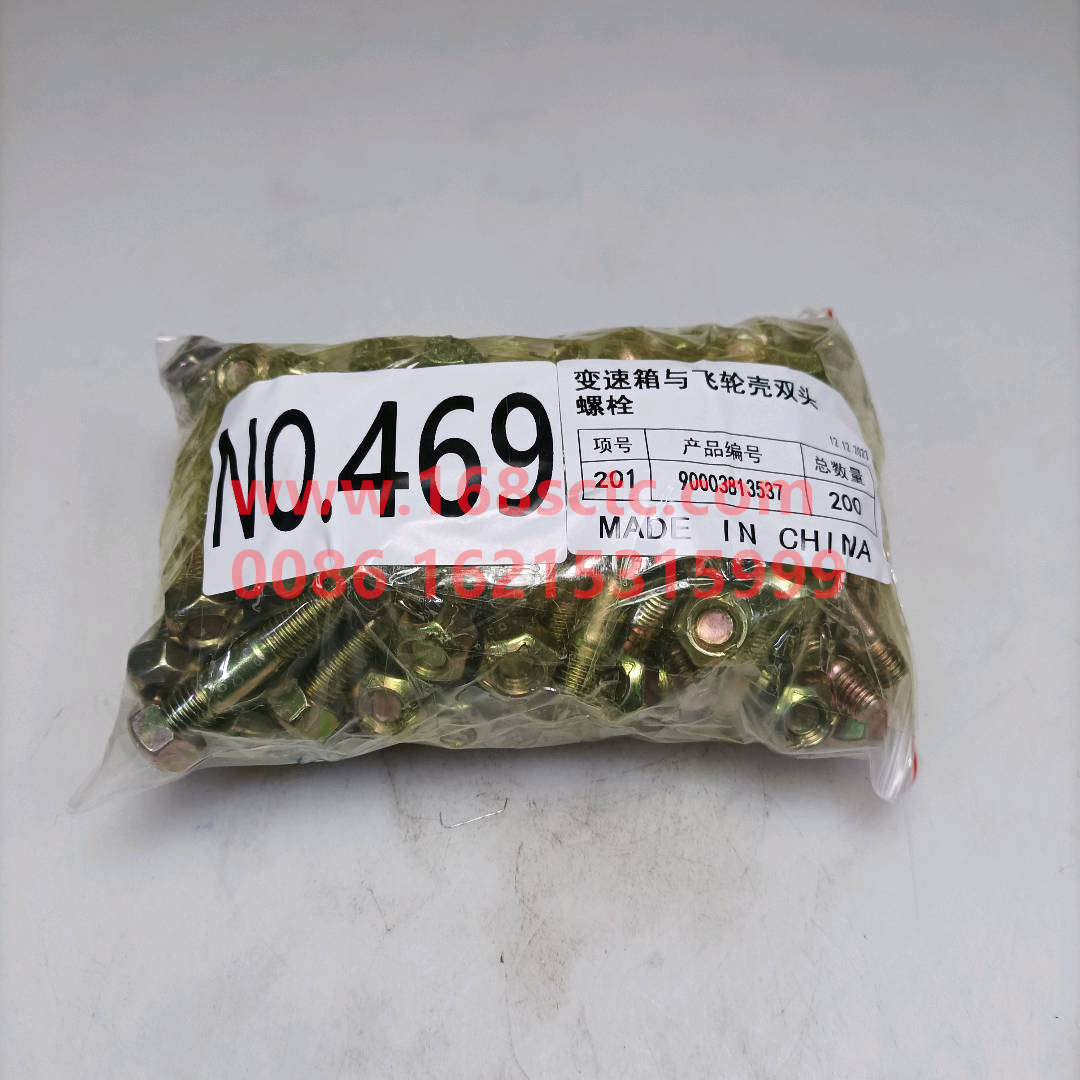 NO.469
变速箱与飞轮壳双头
螺栓
12 12 2023
项号 产品编号 总数量
201 90003813537 200
MADE IN CHINA
www.168sctc.com
0086 16215315999